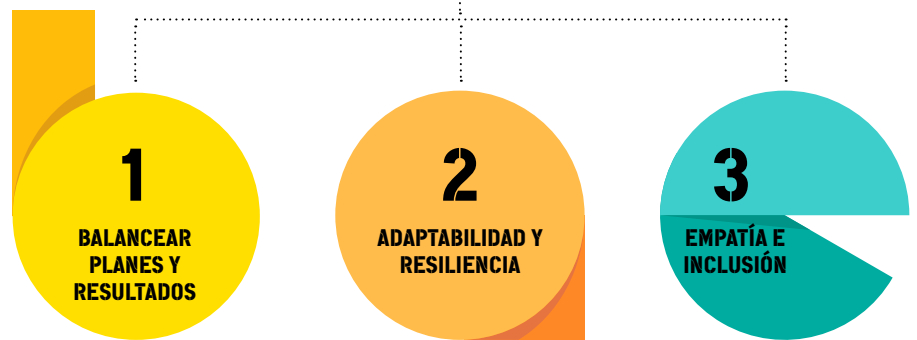 1
BALANCEAR
PLANES Y
RESULTADOS
2
ADAPTABILIDAD Y
RESILIENCIA
3
EMPATÍA E
INCLUSIÓN